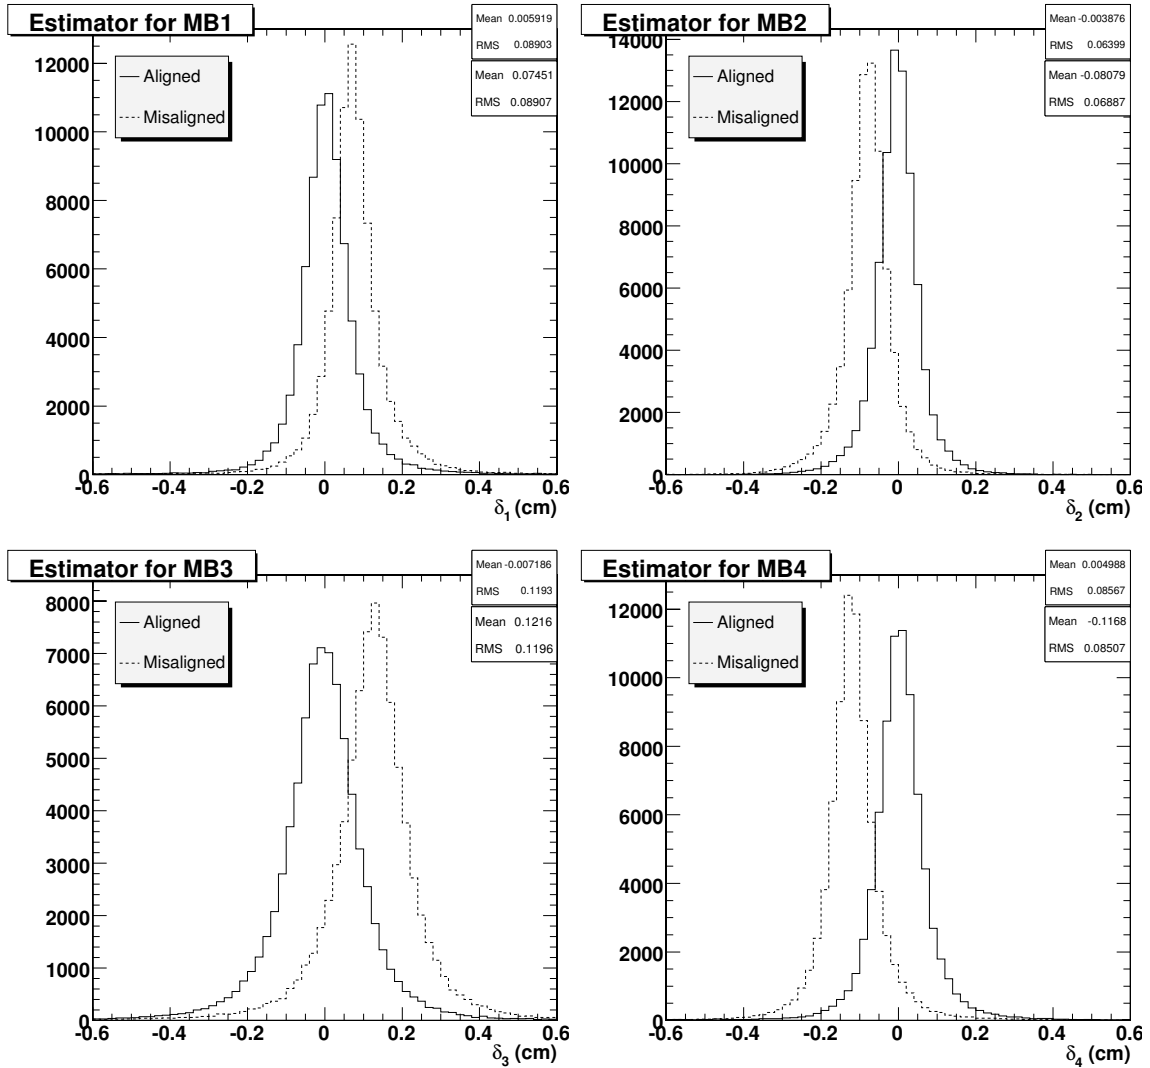 Estimator for MB1
Mean 0.005919
RMS 0.08903
Mean 0.07451
RMS 0.08907
Aligned
Misaligned
12000
10000
8000
6000
4000
2000
0
-0.6 -0.4 -0.2 0 0.2 0.4 0.6
δ1 (cm)
Estimator for MB2
Mean -0.003876
RMS 0.06399
Mean -0.08079
RMS 0.06887
Aligned
Misaligned
14000
12000
10000
8000
6000
4000
2000
0
-0.6 -0.4 -0.2 0 0.2 0.4 0.6
δ2 (cm)
Estimator for MB3
Mean -0.007186
RMS 0.1193
Mean 0.1216
RMS 0.1196
Aligned
Misaligned
8000
7000
6000
5000
4000
3000
2000
1000
0
-0.6 -0.4 -0.2 0 0.2 0.4 0.6
δ3 (cm)
Estimator for MB4
Mean 0.004988
RMS 0.08567
Mean -0.1168
RMS 0.08507
Aligned
Misaligned
12000
10000
8000
6000
4000
2000
0
-0.6 -0.4 -0.2 0 0.2 0.4 0.6
δ4 (cm)